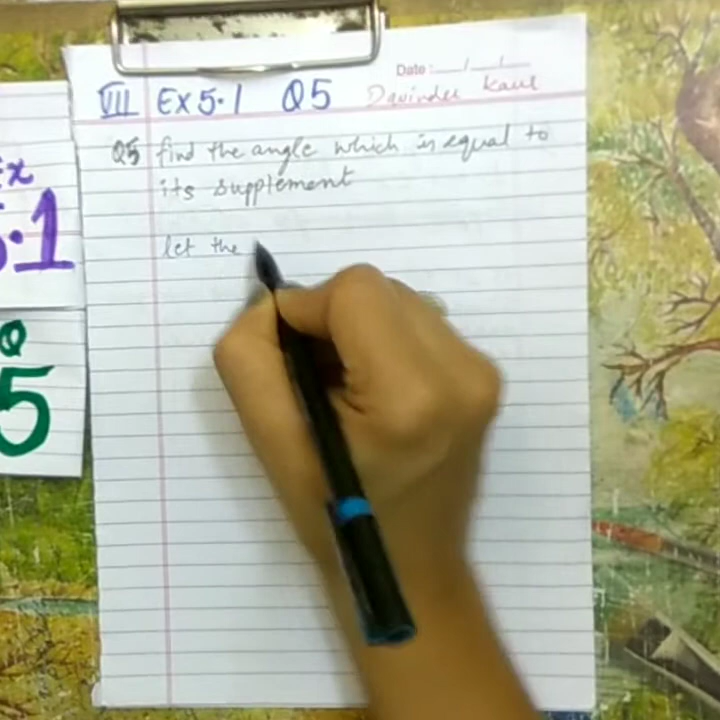 Date:__/__/__
VII Ex 5.1 Q5 Davinder Kaur
Q5 find the angle which is equal to
its supplement
let the
Ex
5.1
Q
5